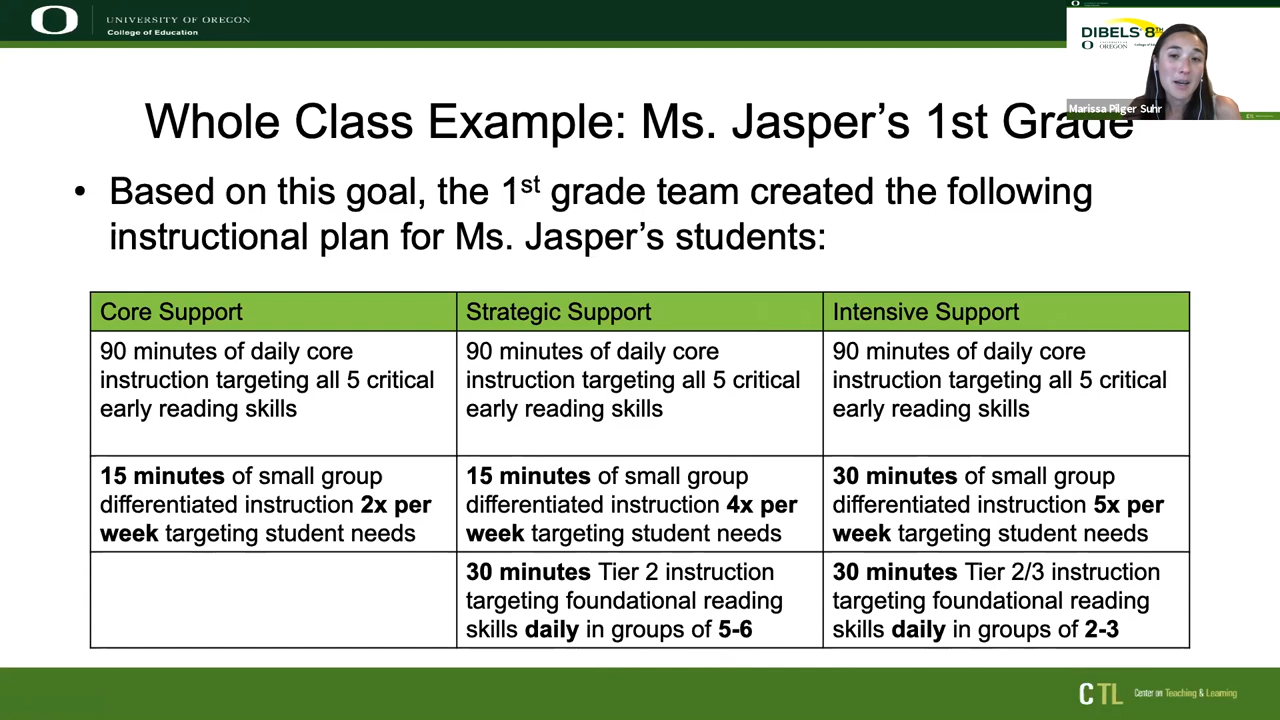 UNIVERSITY OF OREGON
College of Education
DIBELS 8TH
OREGON
Marissa Pilger Suhr
Whole Class Example: Ms. Jasper's 1st Grade
• Based on this goal, the 1st grade team created the following
instructional plan for Ms. Jasper's students:
Core Support
Strategic Support
Intensive Support
90 minutes of daily core
instruction targeting all 5 critical
early reading skills
90 minutes of daily core
instruction targeting all 5 critical
early reading skills
90 minutes of daily core
instruction targeting all 5 critical
early reading skills
15 minutes of small group
differentiated instruction 2x per
week targeting student needs
15 minutes of small group
differentiated instruction 4x per
week targeting student needs
30 minutes of small group
differentiated instruction 5x per
week targeting student needs
30 minutes Tier 2 instruction
targeting foundational reading
skills daily in groups of 5-6
30 minutes Tier 2/3 instruction
targeting foundational reading
skills daily in groups of 2-3
CTL Center on Teaching & Learning